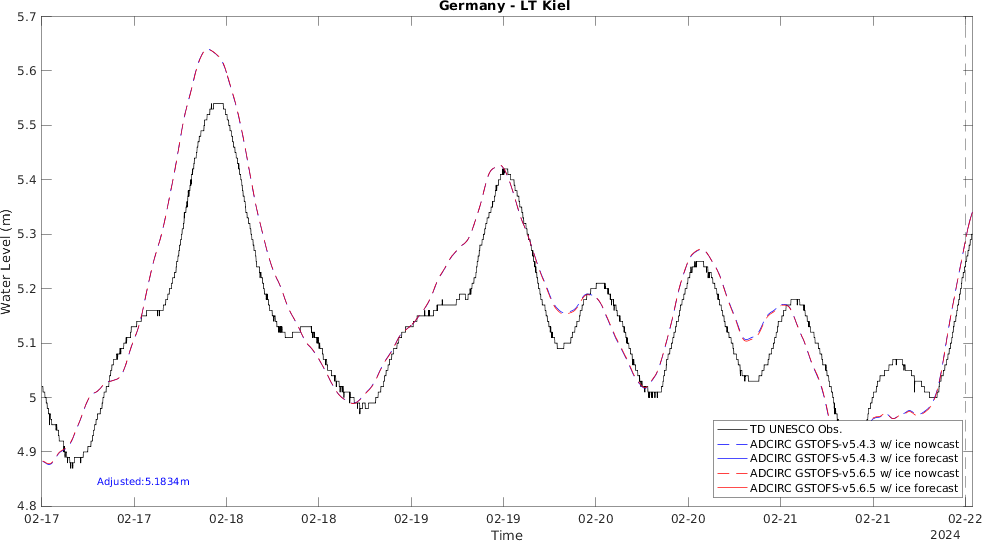 Germany - LT Kiel
5.7
5.6
5.5
5.4
5.3
5.2
5.1
5
4.9
4.8
Water Level (m)
Adjusted:5.1834m
TD UNESCO Obs.
ADCIRC GSTOFS-v5.4.3 w/ ice nowcast
ADCIRC GSTOFS-v5.4.3 w/ ice forecast
ADCIRC GSTOFS-v5.6.5 w/ ice nowcast
ADCIRC GSTOFS-v5.6.5 w/ ice forecast
02-17 02-17 02-18 02-18 02-19 02-19 02-20 02-20 02-21 02-21 02-22
Time
2024